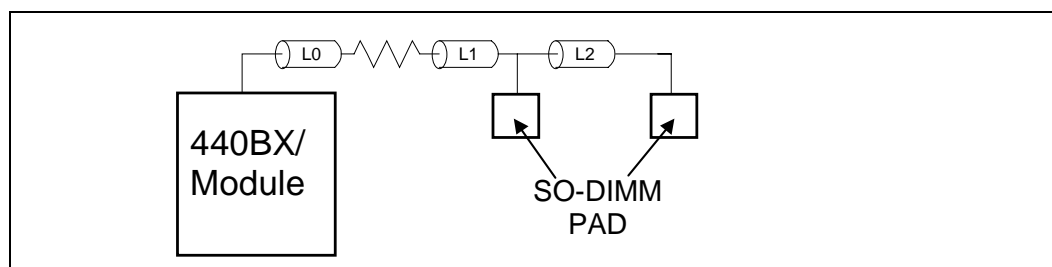 L0
L1
L2
440BX/
Module
SO-DIMM
PAD